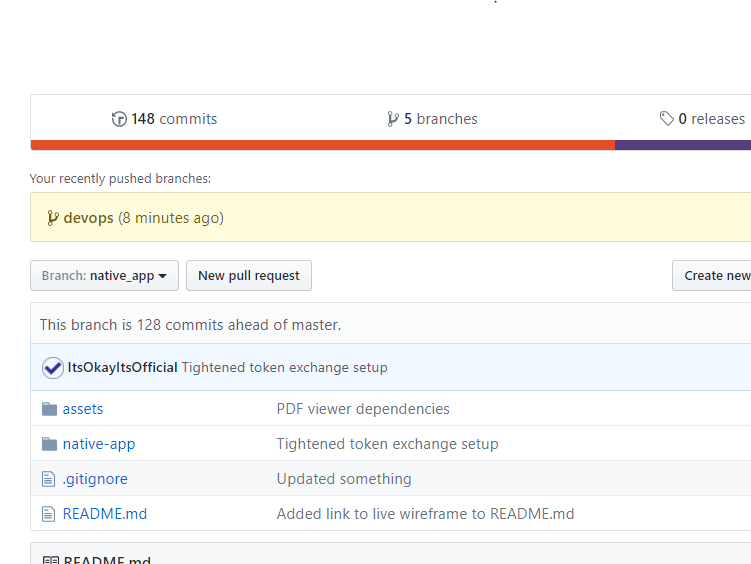 148 commits 5 branches 0 releases
Your recently pushed branches:
devops (8 minutes ago)
Branch: native_app New pull request Create new
This branch is 128 commits ahead of master.
ItsOkayItsOfficial Tightened token exchange setup
assets PDF viewer dependencies
native-app Tightened token exchange setup
.gitignore Updated something
README.md Added link to live wireframe to README.md
README.md